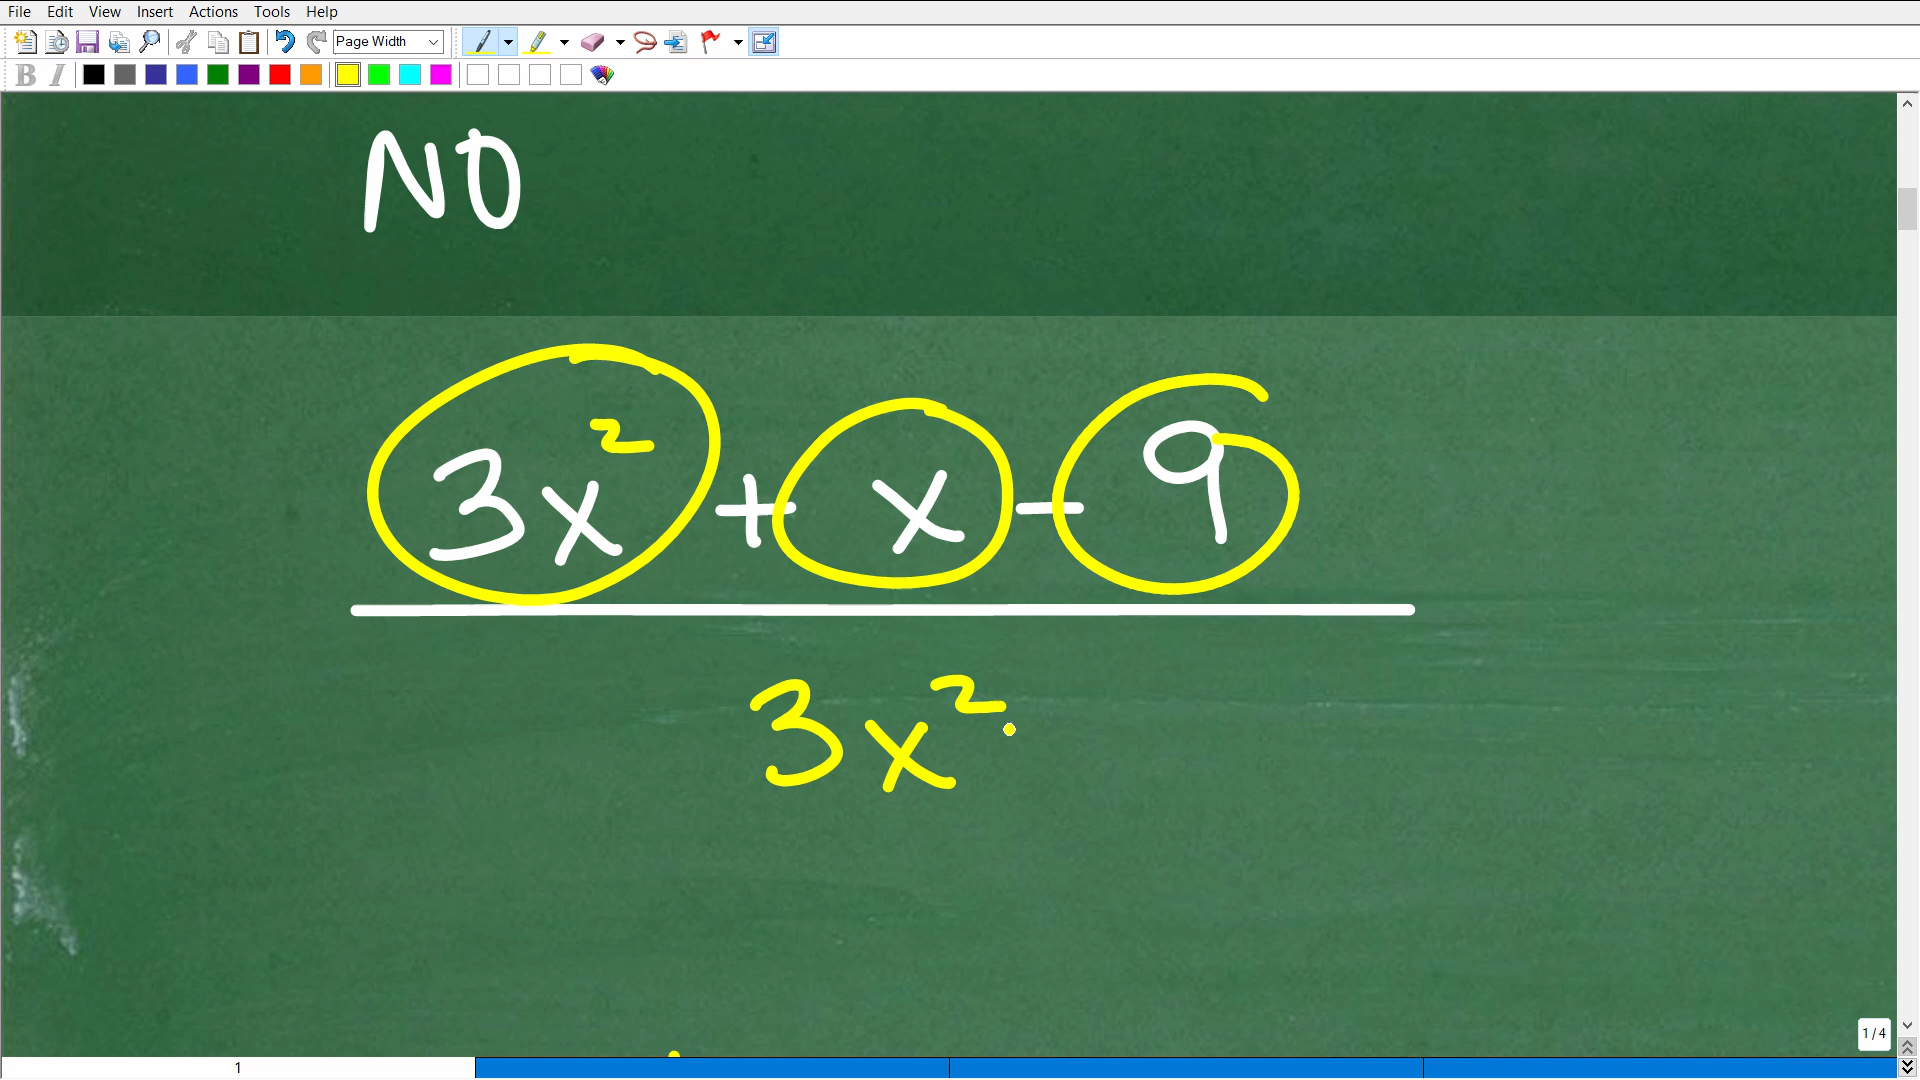 File Edit View Insert Actions Tools Help
Page Width
B I
NO
3x² + x - 9
3x²
1 / 4
1